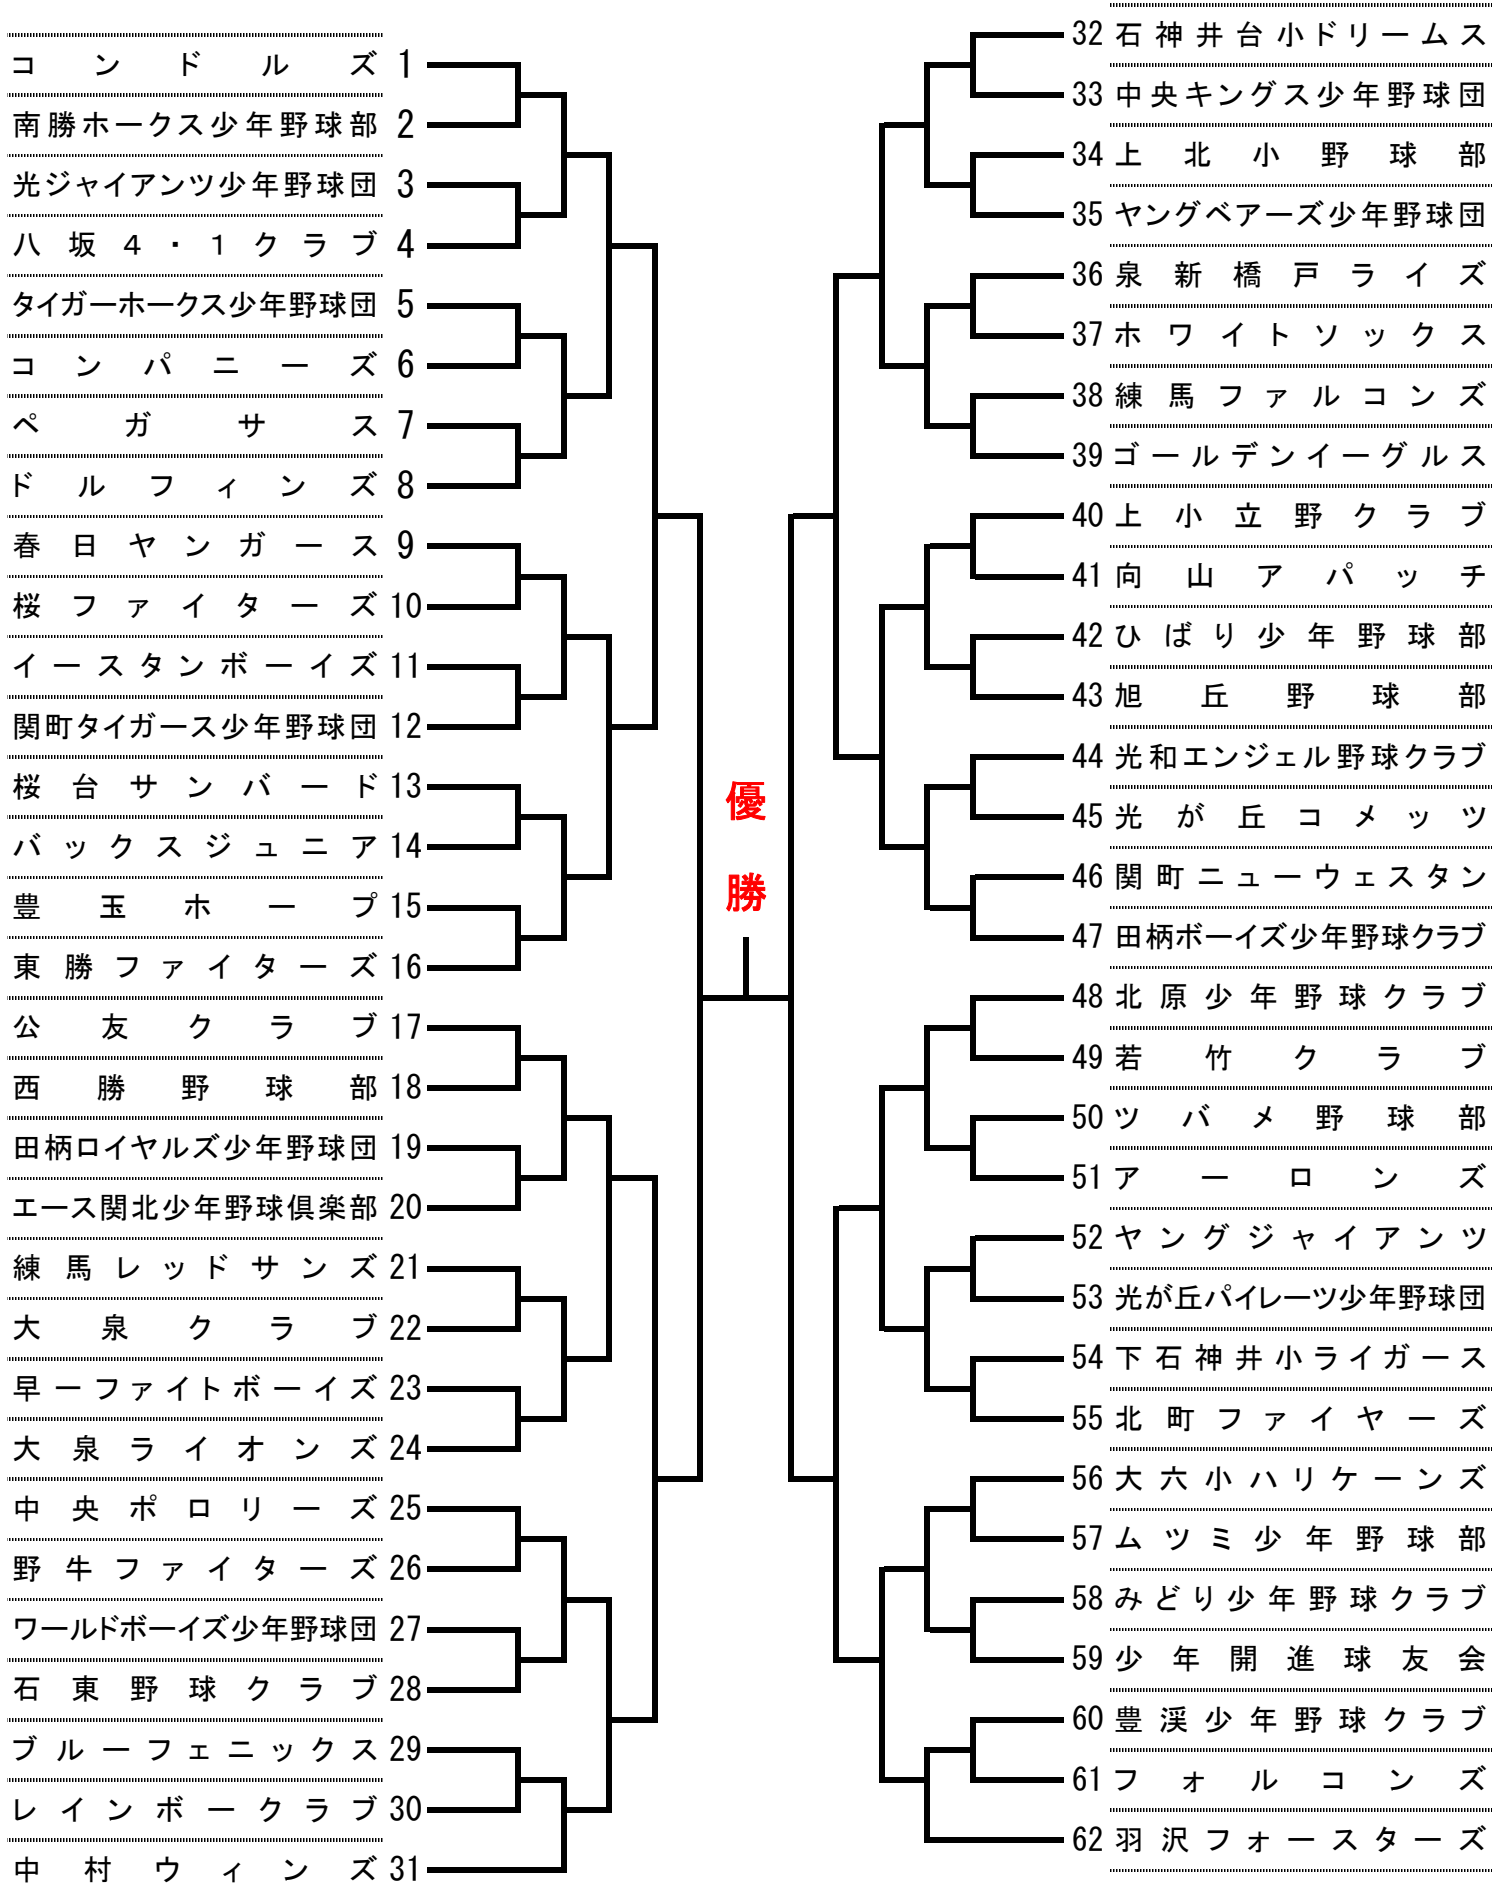 コンドルズ 1
南勝ホークス少年野球部 2
光ジャイアンツ少年野球団 3
八坂4・1クラブ 4
タイガーホークス少年野球団 5
コンパニーズ 6
ペガサス 7
ドルフィンズ 8
春日ヤンガース 9
桜ファイターズ 10
イースタンボーイズ 11
関町タイガース少年野球団 12
桜台サンバード 13
バックスジュニア 14
豊玉ホープ 15
東勝ファイターズ 16
公友クラブ 17
西勝野球部 18
田柄ロイヤルズ少年野球団 19
エース関北少年野球倶楽部 20
練馬レッドサンズ 21
大泉クラブ 22
早一ファイトボーイズ 23
大泉ライオンズ 24
中央ポロリーズ 25
野牛ファイターズ 26
ワールドボーイズ少年野球団 27
石東野球クラブ 28
ブルーフェニックス 29
レインボークラブ 30
中村ウィンズ 31
優勝
32 石神井台小ドリームス
33 中央キングス少年野球団
34 上北小野球部
35 ヤングベアーズ少年野球団
36 泉新橋戸ライズ
37 ホワイトソックス
38 練馬ファルコンズ
39 ゴールデンイーグルス
40 上小立野クラブ
41 向山アパッチ
42 ひばり少年野球部
43 旭丘野球部
44 光和エンジェル野球クラブ
45 光が丘コメッツ
46 関町ニューウェスタン
47 田柄ボーイズ少年野球クラブ
48 北原少年野球クラブ
49 若竹クラブ
50 ツバメ野球部
51 アーロンズ
52 ヤングジャイアンツ
53 光が丘パイレーツ少年野球団
54 下石神井小ライガース
55 北町ファイヤーズ
56 大六小ハリケーンズ
57 ムツミ少年野球部
58 みどり少年野球クラブ
59 少年開進球友会
60 豊渓少年野球クラブ
61 フォルコンズ
62 羽沢フォースターズ